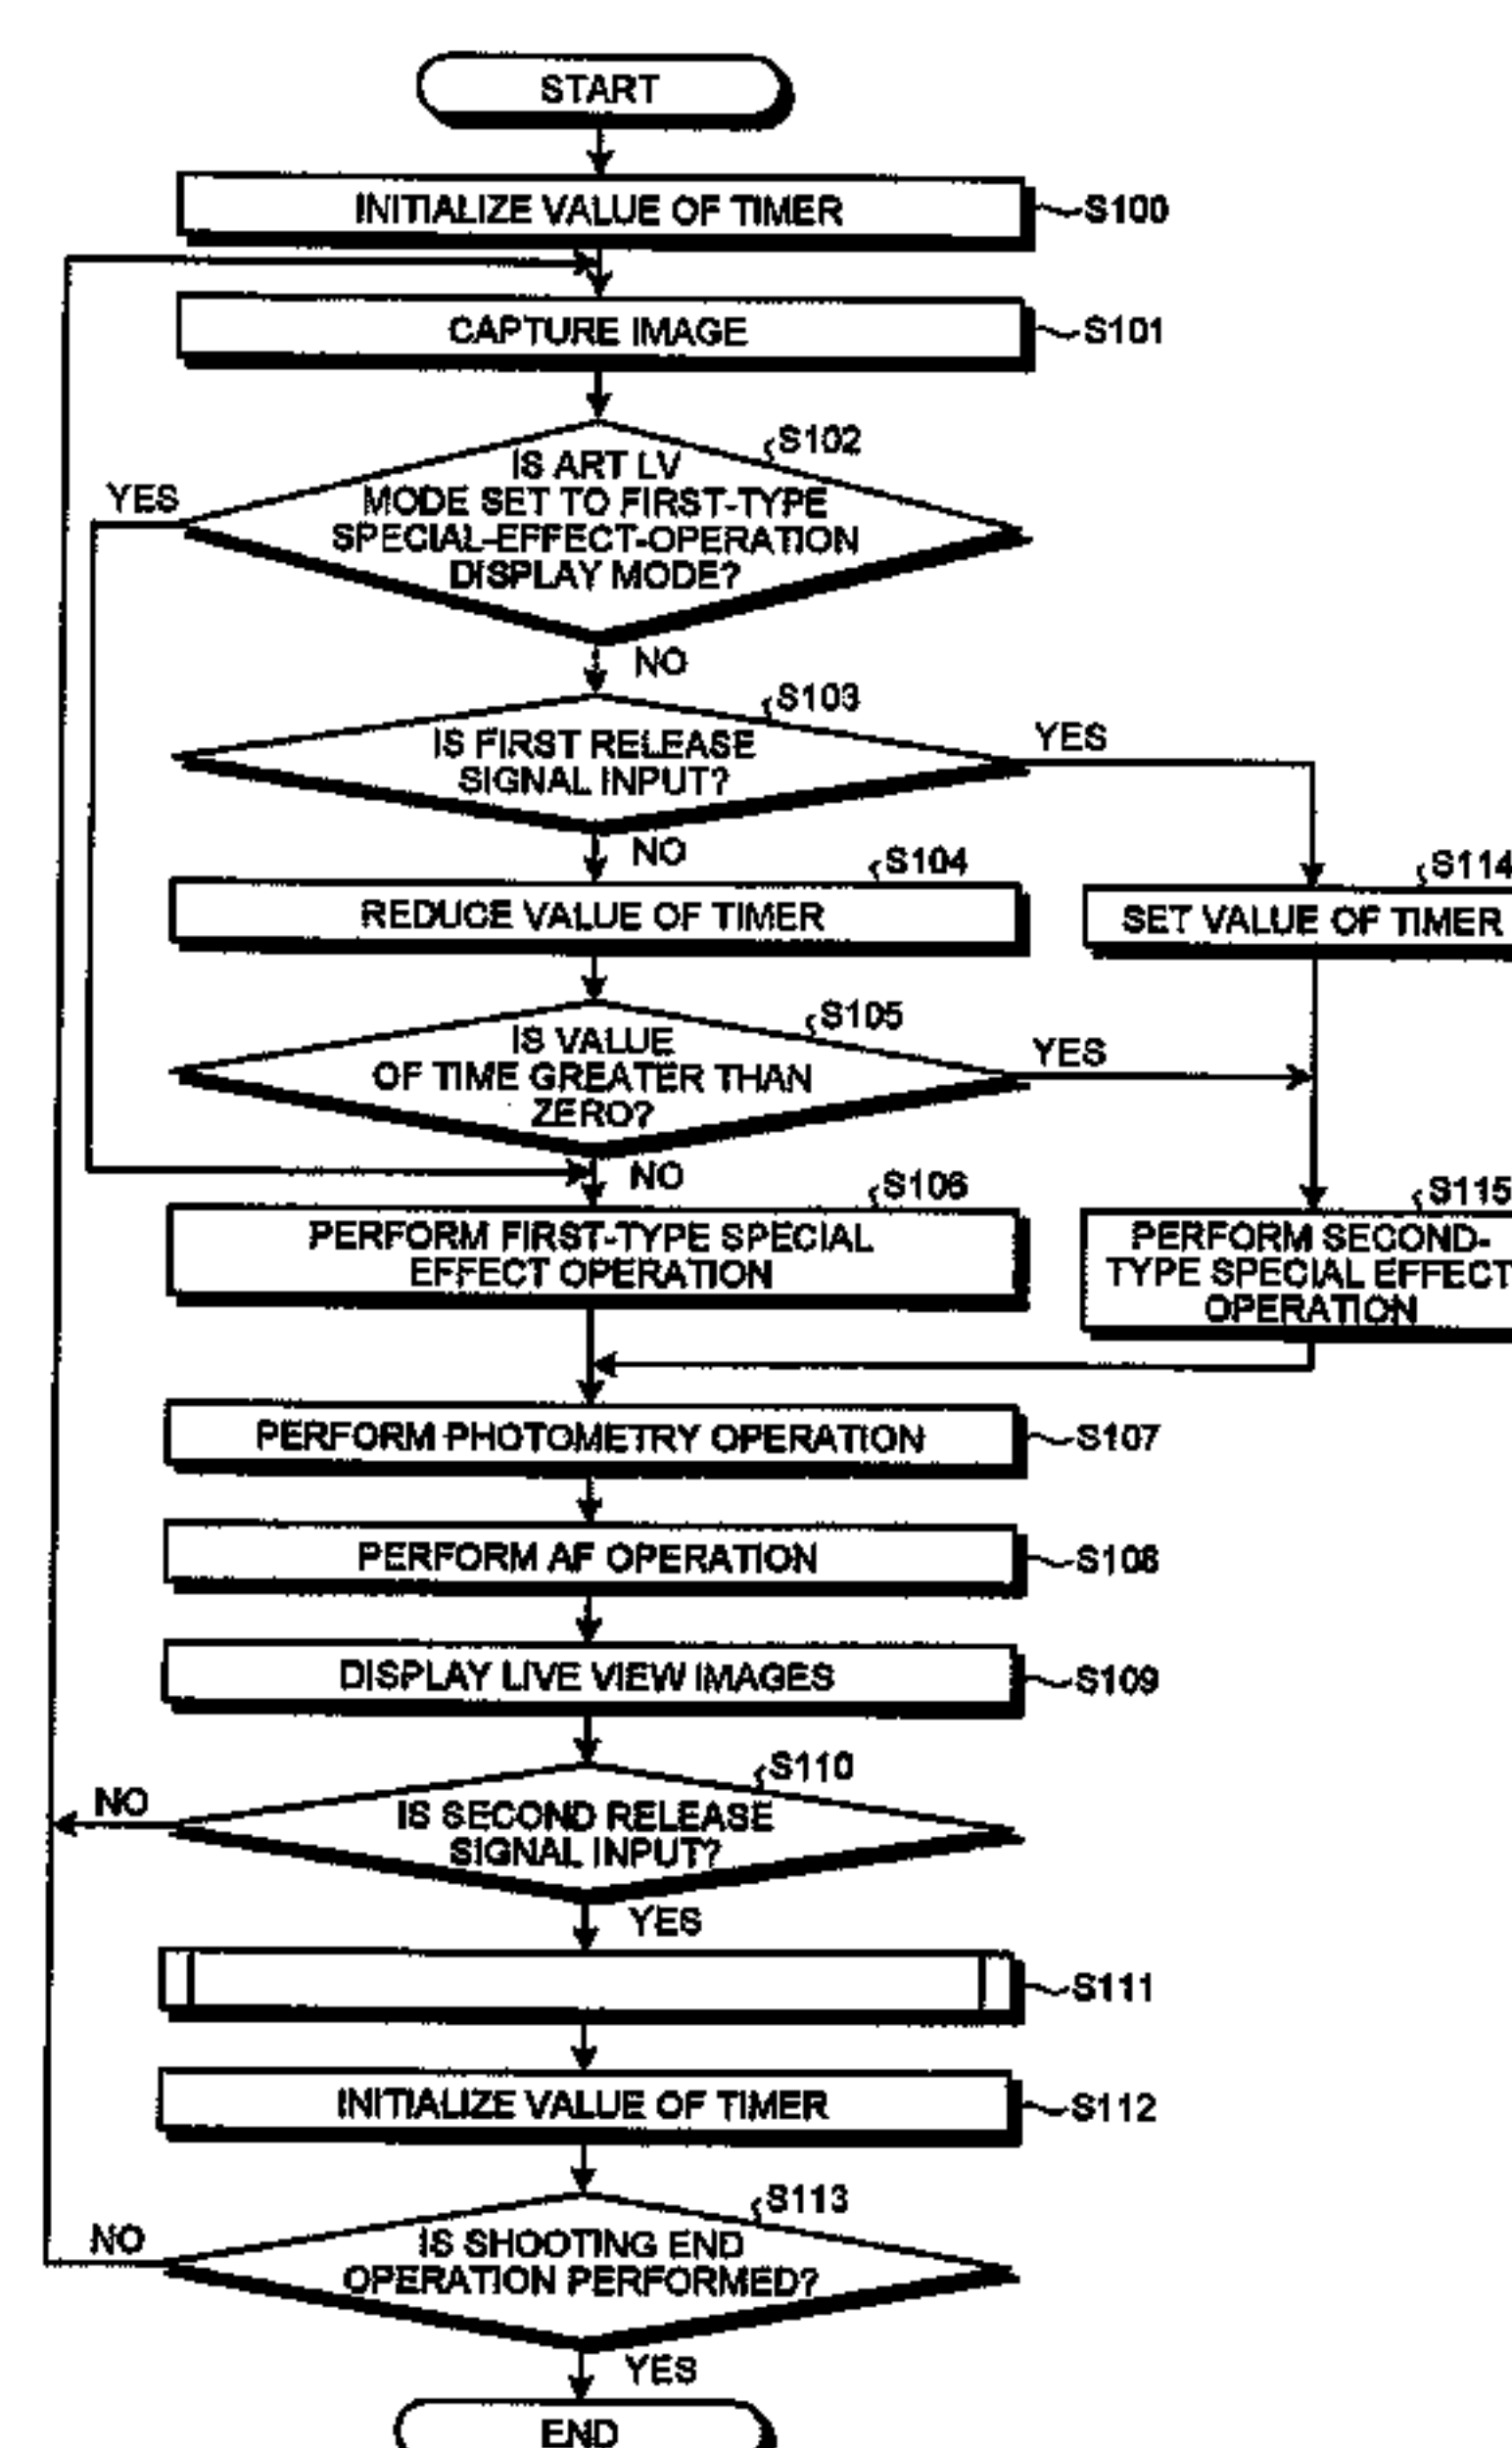 START
INITIALIZE VALUE OF TIMER
S100
CAPTURE IMAGE
S101
S102
IS ART LV
MODE SET TO FIRST-TYPE
SPECIAL-EFFECT-OPERATION
DISPLAY MODE?
YES
NO
S103
IS FIRST RELEASE
SIGNAL INPUT?
YES
NO
S104
REDUCE VALUE OF TIMER
S114
SET VALUE OF TIMER
S105
IS VALUE
OF TIME GREATER THAN
ZERO?
YES
NO
S106
PERFORM FIRST-TYPE SPECIAL
EFFECT OPERATION
S115
PERFORM SECOND-
TYPE SPECIAL EFFECT
OPERATION
PERFORM PHOTOMETRY OPERATION
S107
PERFORM AF OPERATION
S108
DISPLAY LIVE VIEW IMAGES
S109
S110
IS SECOND RELEASE
SIGNAL INPUT?
NO
YES
S111
INITIALIZE VALUE OF TIMER
S112
S113
IS SHOOTING END
OPERATION PERFORMED?
NO
YES
END